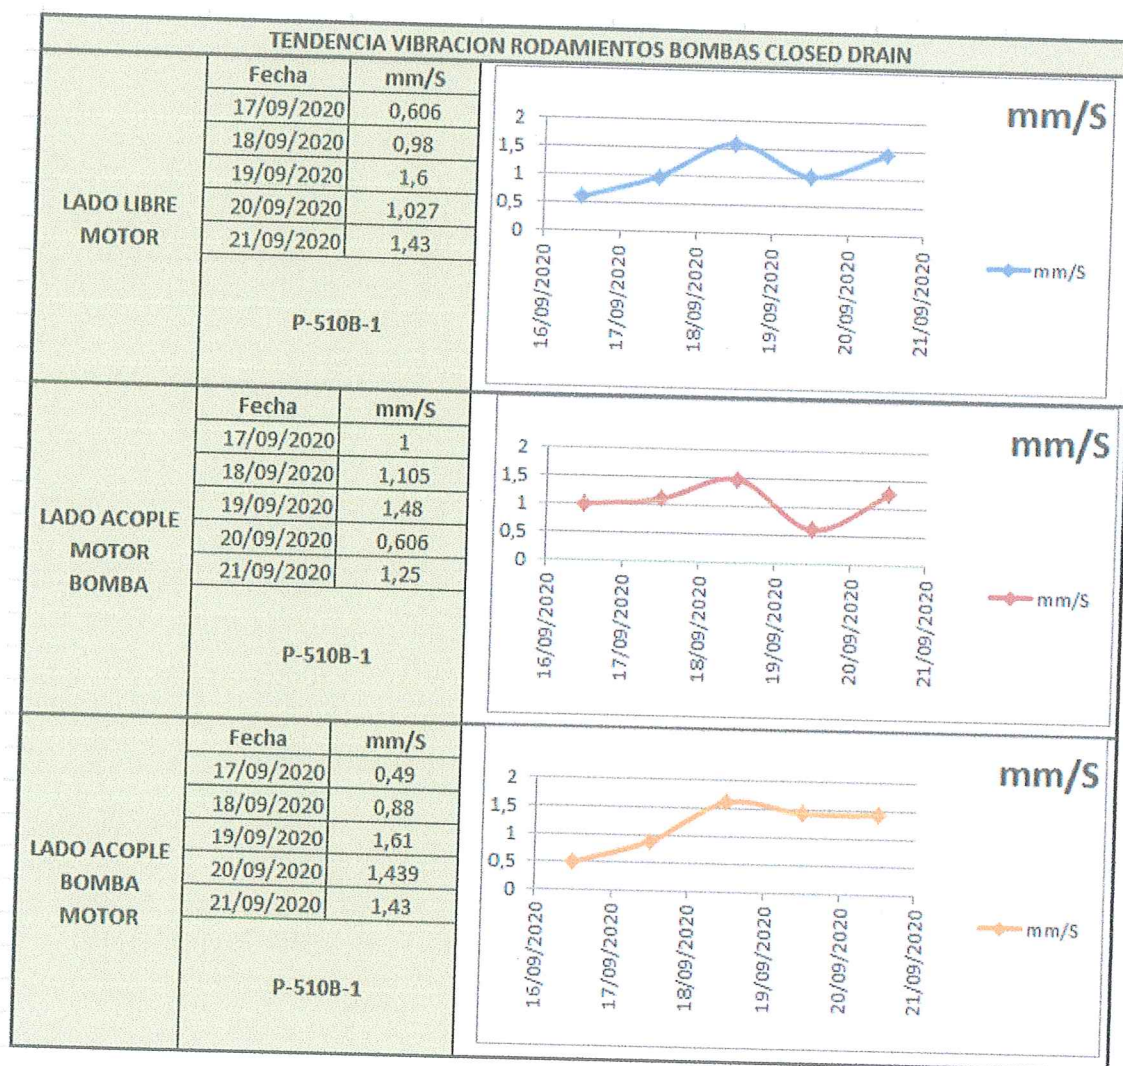 TENDENCIA VIBRACION RODAMIENTOS BOMBAS CLOSED DRAIN
LADO LIBRE
MOTOR
Fecha mm/S
17/09/2020 0,606
18/09/2020 0,98
19/09/2020 1,6
20/09/2020 1,027
21/09/2020 1,43
P-510B-1
mm/S
2
1,5
1
0,5
0
16/09/2020
17/09/2020
18/09/2020
19/09/2020
20/09/2020
21/09/2020
mm/S
LADO ACOPLE
MOTOR
BOMBA
Fecha mm/S
17/09/2020 1
18/09/2020 1,105
19/09/2020 1,48
20/09/2020 0,606
21/09/2020 1,25
P-510B-1
mm/S
2
1,5
1
0,5
0
16/09/2020
17/09/2020
18/09/2020
19/09/2020
20/09/2020
21/09/2020
mm/S
LADO ACOPLE
BOMBA
MOTOR
Fecha mm/S
17/09/2020 0,49
18/09/2020 0,88
19/09/2020 1,61
20/09/2020 1,439
21/09/2020 1,43
P-510B-1
mm/S
2
1,5
1
0,5
0
16/09/2020
17/09/2020
18/09/2020
19/09/2020
20/09/2020
21/09/2020
mm/S